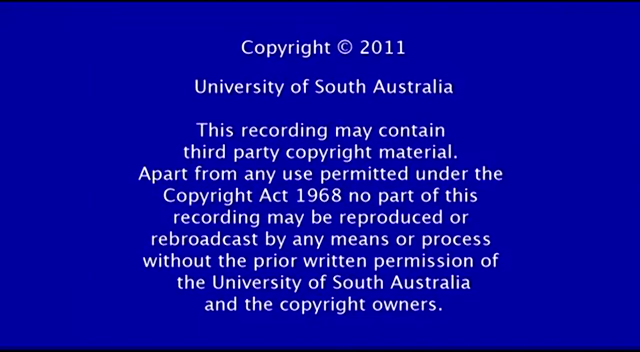 Copyright © 2011
University of South Australia
This recording may contain
third party copyright material.
Apart from any use permitted under the
Copyright Act 1968 no part of this
recording may be reproduced or
rebroadcast by any means or process
without the prior written permission of
the University of South Australia
and the copyright owners.